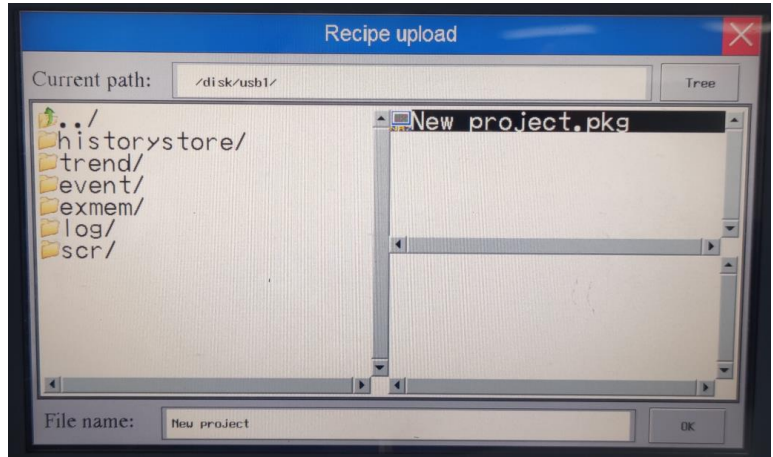 Recipe upload
Current path: /disk/usb1/ Tree
../
historystore/
trend/
event/
exmem/
log/
scr/
New project.pkg
File name: New project OK